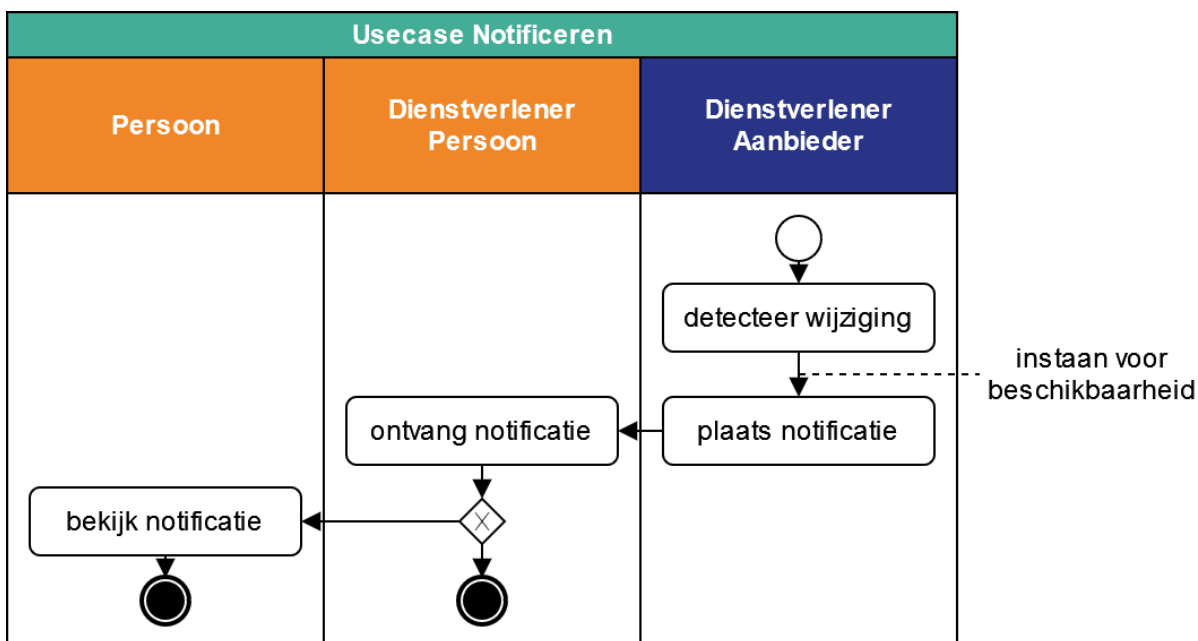 Usecase Notificeren
Persoon
Dienstverlener
Persoon
Dienstverlener
Aanbieder
detecteer wijziging
instaan voor
beschikbaarheid
ontvang notificatie
plaats notificatie
bekijk notificatie
X